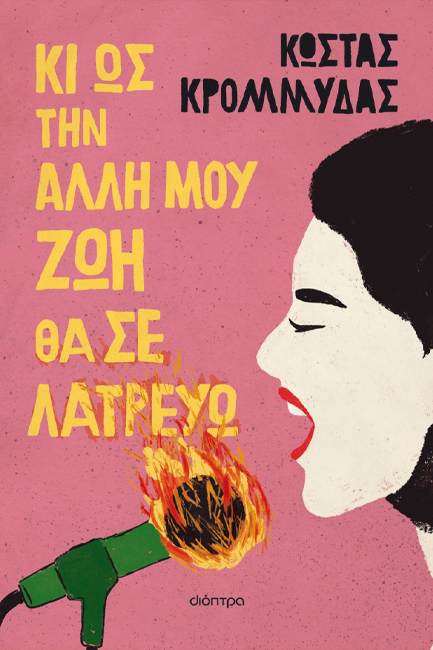 ΚΩΣΤΑΣ
ΚΡΟΜΜΥΔΑΣ
ΚΙ ΩΣ
ΤΗΝ
ΑΛΛΗ ΜΟΥ
ΖΩΗ
ΘΑ ΣΕ
ΛΑΤΡΕΥΩ
διόπτρα